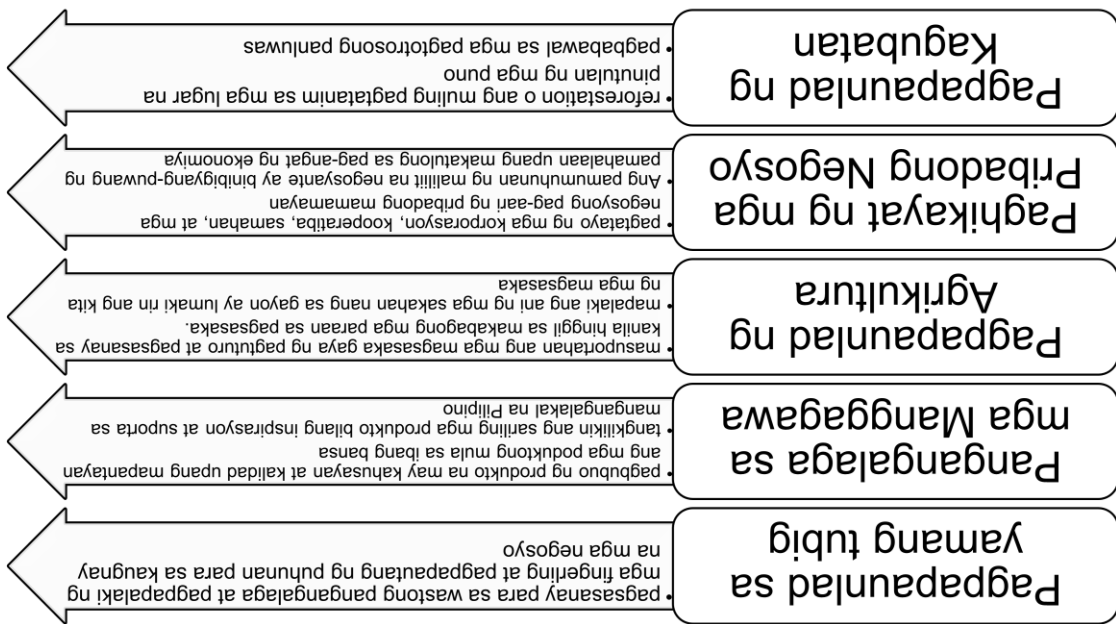 Pagpapaunlad sa
yamang tubig
• pagsasanay para sa wastong pangangalaga at pagpapalaki ng
mga fingerling at pagpapautang ng puhunan para sa kaugnay
na mga negosyo
Pangangalaga sa
mga Manggagawa
• pagbubuo ng produkto na may kahusayan at kalidad upang mapantayan
ang mga poduktong mula sa ibang bansa
• tangkilikin ang sariling mga produkto bilang inspirasyon at suporta sa
mangangalakal na Pilipino
Pagpapaunlad ng
Agrikultura
• masuportahan ang mga magsasaka gaya ng pagtuturo at pagsasanay sa
kanila hinggil sa makabagong mga paraan sa pagsasaka.
• mapalaki ang ani ng mga sakahan nang sa gayon ay lumaki rin ang kita
ng mga magsasaka
Paghikayat ng mga
Pribadong Negosyo
• pagtatayo ng mga korporasyon, kooperatiba, samahan, at mga
negosyong pag-aari ng pribadong mamamayan
• Ang pamumuhunan ng maliliit na negosyante ay binibigyang-puwang ng
pamahalaan upang makatulong sa pag-angat ng ekonomiya
Pagpapaunlad ng
Kagubatan
• reforestation o ang muling pagtatanim sa mga lugar na
pinutulan ng mga puno
• pagbabawal sa mga pagtotrosong panluwas